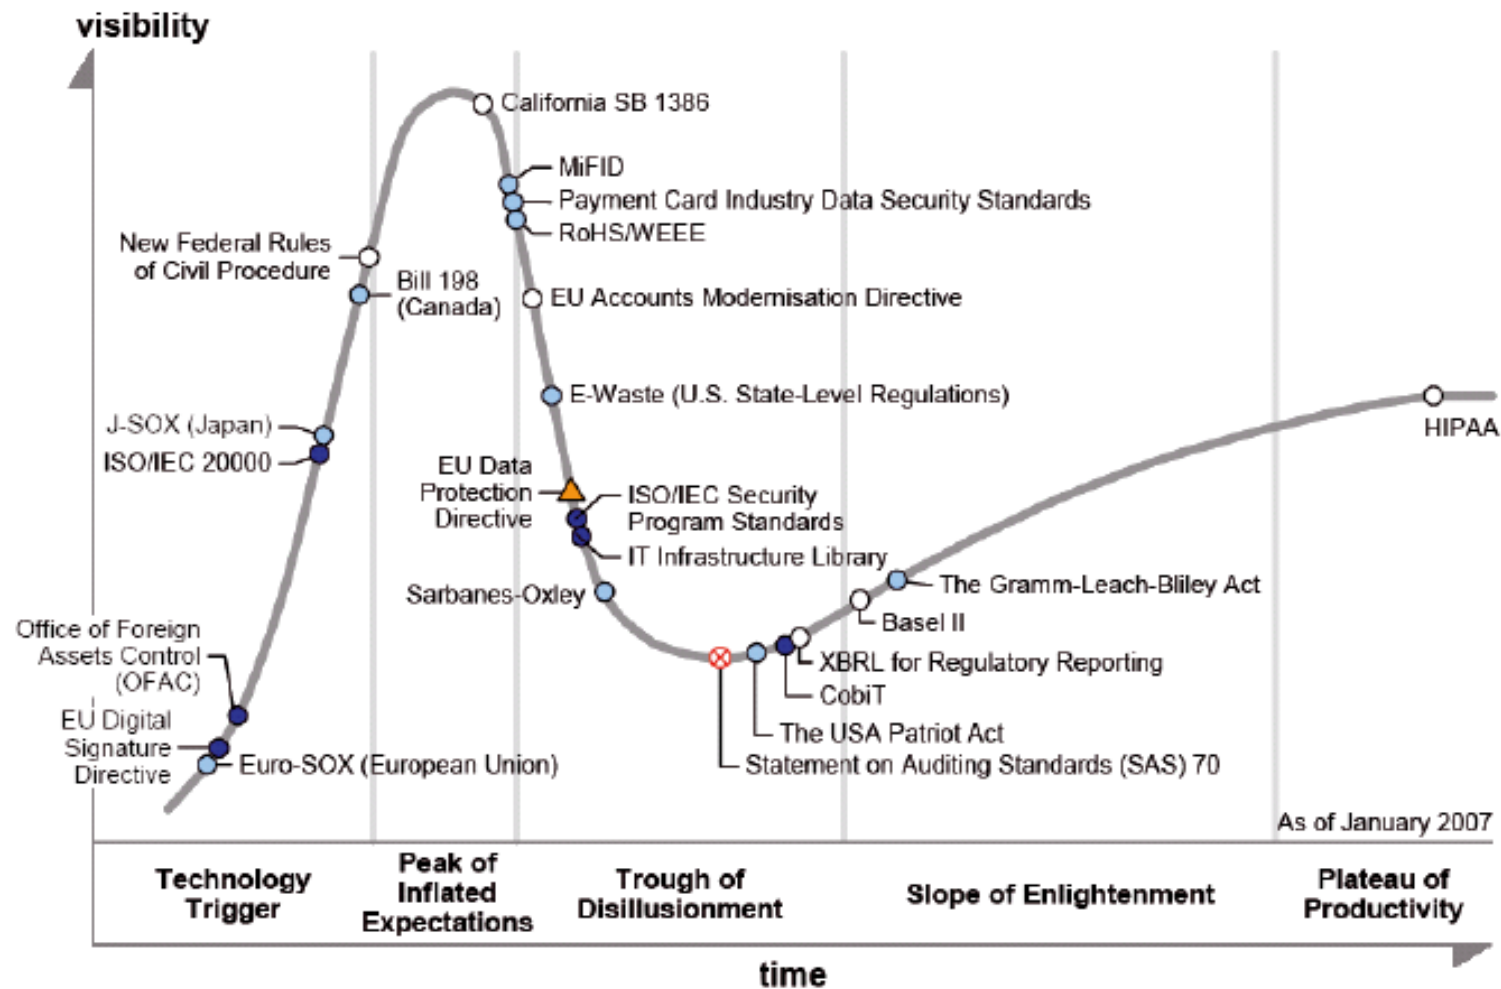 visibility
California SB 1386
MiFID
Payment Card Industry Data Security Standards
RoHS/WEEE
New Federal Rules
of Civil Procedure
Bill 198
(Canada)
EU Accounts Modernisation Directive
E-Waste (U.S. State-Level Regulations)
HIPAA
J-SOX (Japan)
ISO/IEC 20000
EU Data
Protection
Directive
ISO/IEC Security
Program Standards
IT Infrastructure Library
Sarbanes-Oxley
The Gramm-Leach-Bliley Act
Basel II
XBRL for Regulatory Reporting
CobiT
The USA Patriot Act
Statement on Auditing Standards (SAS) 70
Office of Foreign
Assets Control
(OFAC)
EU Digital
Signature
Directive
Euro-SOX (European Union)
As of January 2007
Technology
Trigger
Peak of
Inflated
Expectations
Trough of
Disillusionment
Slope of Enlightenment
Plateau of
Productivity
time